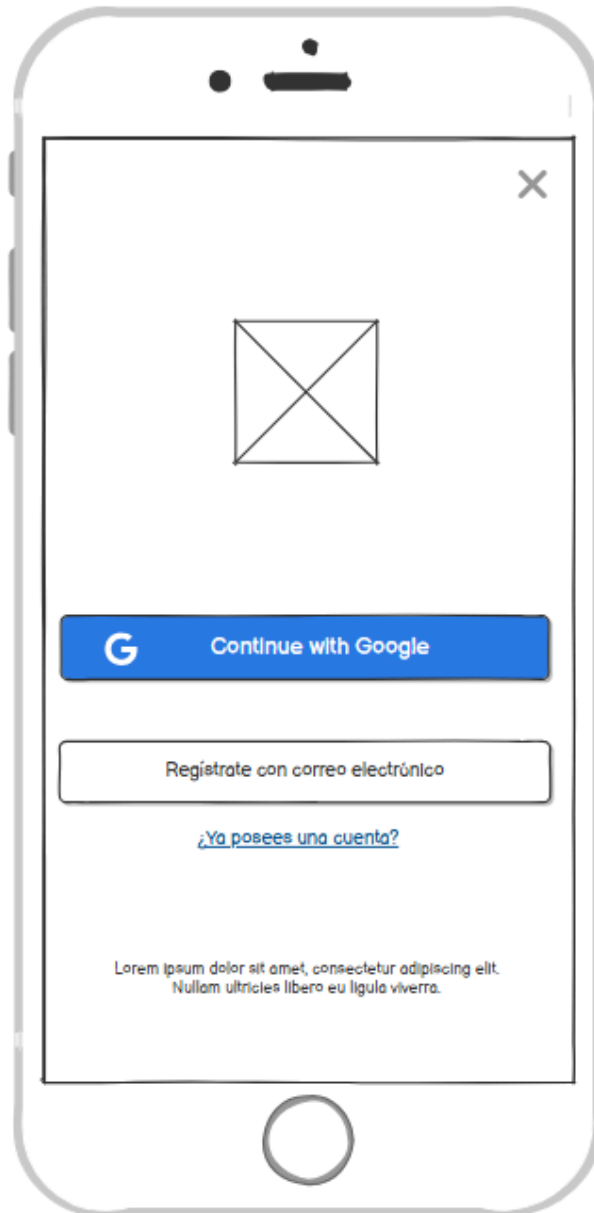 G Continue with Google
Regístrate con correo electrónico
¿Ya posees una cuenta?
Lorem ipsum dolor sit amet, consectetur adipiscing elit.
Nullam ultricies libero eu ligula viverra.